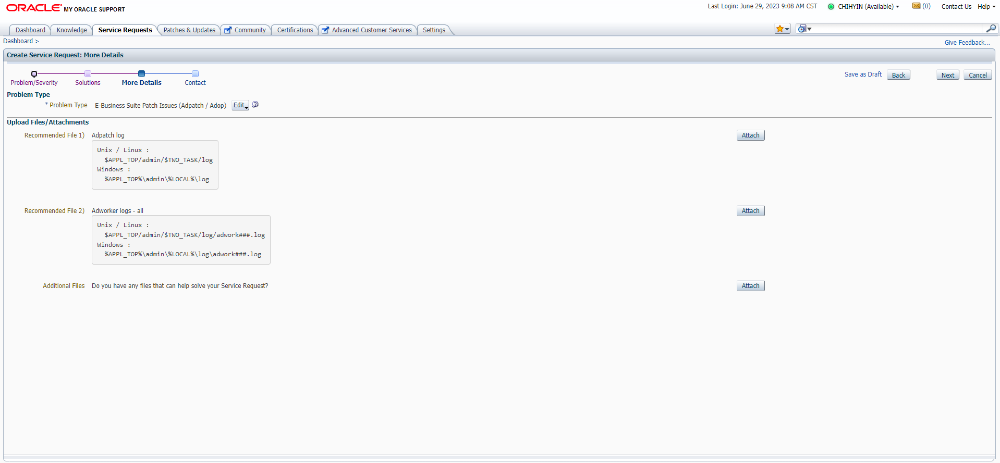 ORACLE MY ORACLE SUPPORT
Last Login: June 29, 2023 9:08 AM CST CHIHYIN (Available) (0) Contact Us Help
Dashboard Knowledge Service Requests Patches & Updates Community Certifications Advanced Customer Services Settings
Dashboard >
Give Feedback...
Create Service Request: More Details
Problem/Severity Solutions More Details Contact
Save as Draft Back Next Cancel
Problem Type
* Problem Type E-Business Suite Patch Issues (Adpatch / Adop) Edit
Upload Files/Attachments
Recommended File 1) Adpatch log Attach
Unix / Linux :
$APPL_TOP/admin/$TWO_TASK/log
Windows :
%APPL_TOP%\admin\%LOCAL%\log
Recommended File 2) Adworker logs - all Attach
Unix / Linux :
$APPL_TOP/admin/$TWO_TASK/log/adwork###.log
Windows :
%APPL_TOP%\admin\%LOCAL%\log\adwork###.log
Additional Files Do you have any files that can help solve your Service Request? Attach